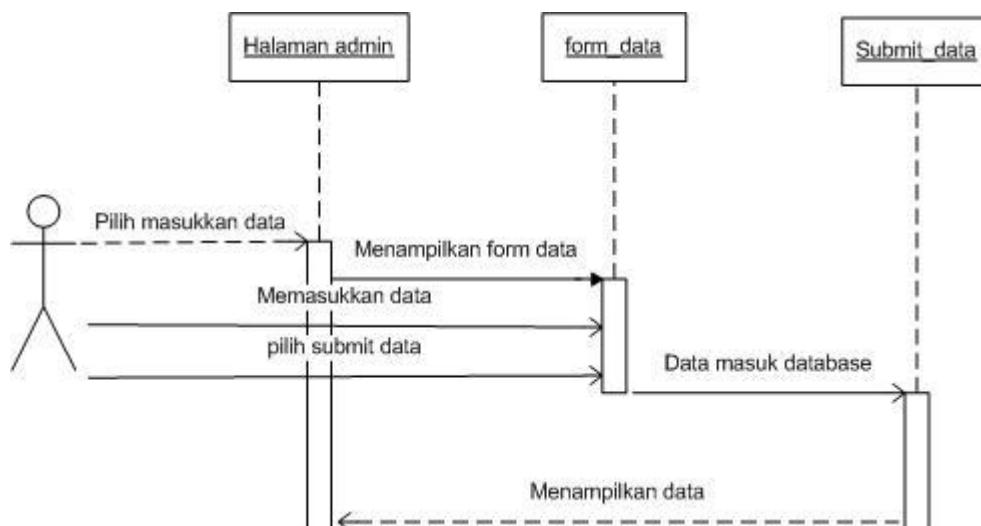 Halaman admin
form_data
Submit_data
Pilih masukkan data
Menampilkan form data
Memasukkan data
pilih submit data
Data masuk database
Menampilkan data